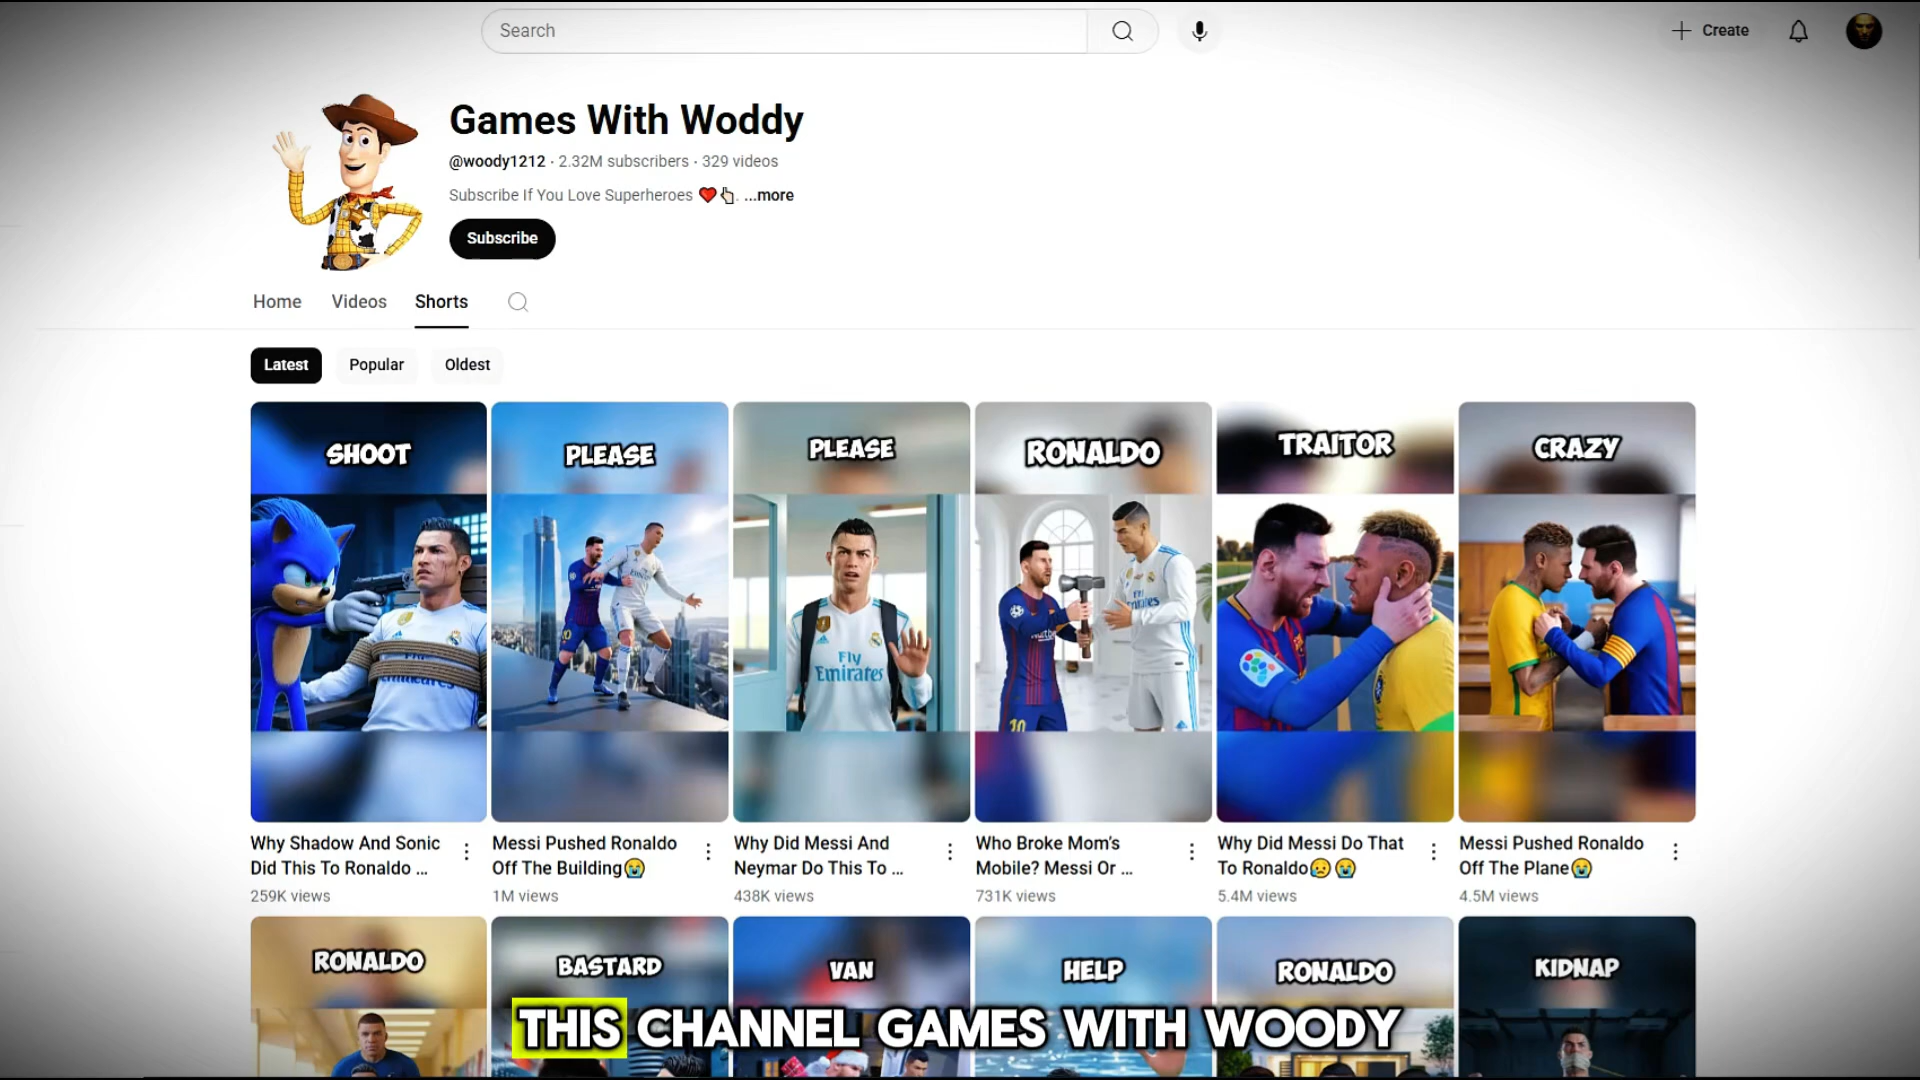 Search
Create
Games With Woddy
@woody1212 · 2.32M subscribers · 329 videos
Subscribe If You Love Superheroes ❤️👆. ...more
Subscribe
Home Videos Shorts
Latest Popular Oldest
SHOOT PLEASE PLEASE RONALDO TRAITOR CRAZY
Fly
Emirates
10
Why Shadow And Sonic
Did This To Ronaldo ...
259K views
Messi Pushed Ronaldo
Off The Building😭
1M views
Why Did Messi And
Neymar Do This To ...
438K views
Who Broke Mom's
Mobile? Messi Or ...
731K views
Why Did Messi Do That
To Ronaldo😥😭
5.4M views
Messi Pushed Ronaldo
Off The Plane😭
4.5M views
RONALDO BASTARD VAN HELP RONALDO KIDNAP
THIS CHANNEL GAMES WITH WOODY